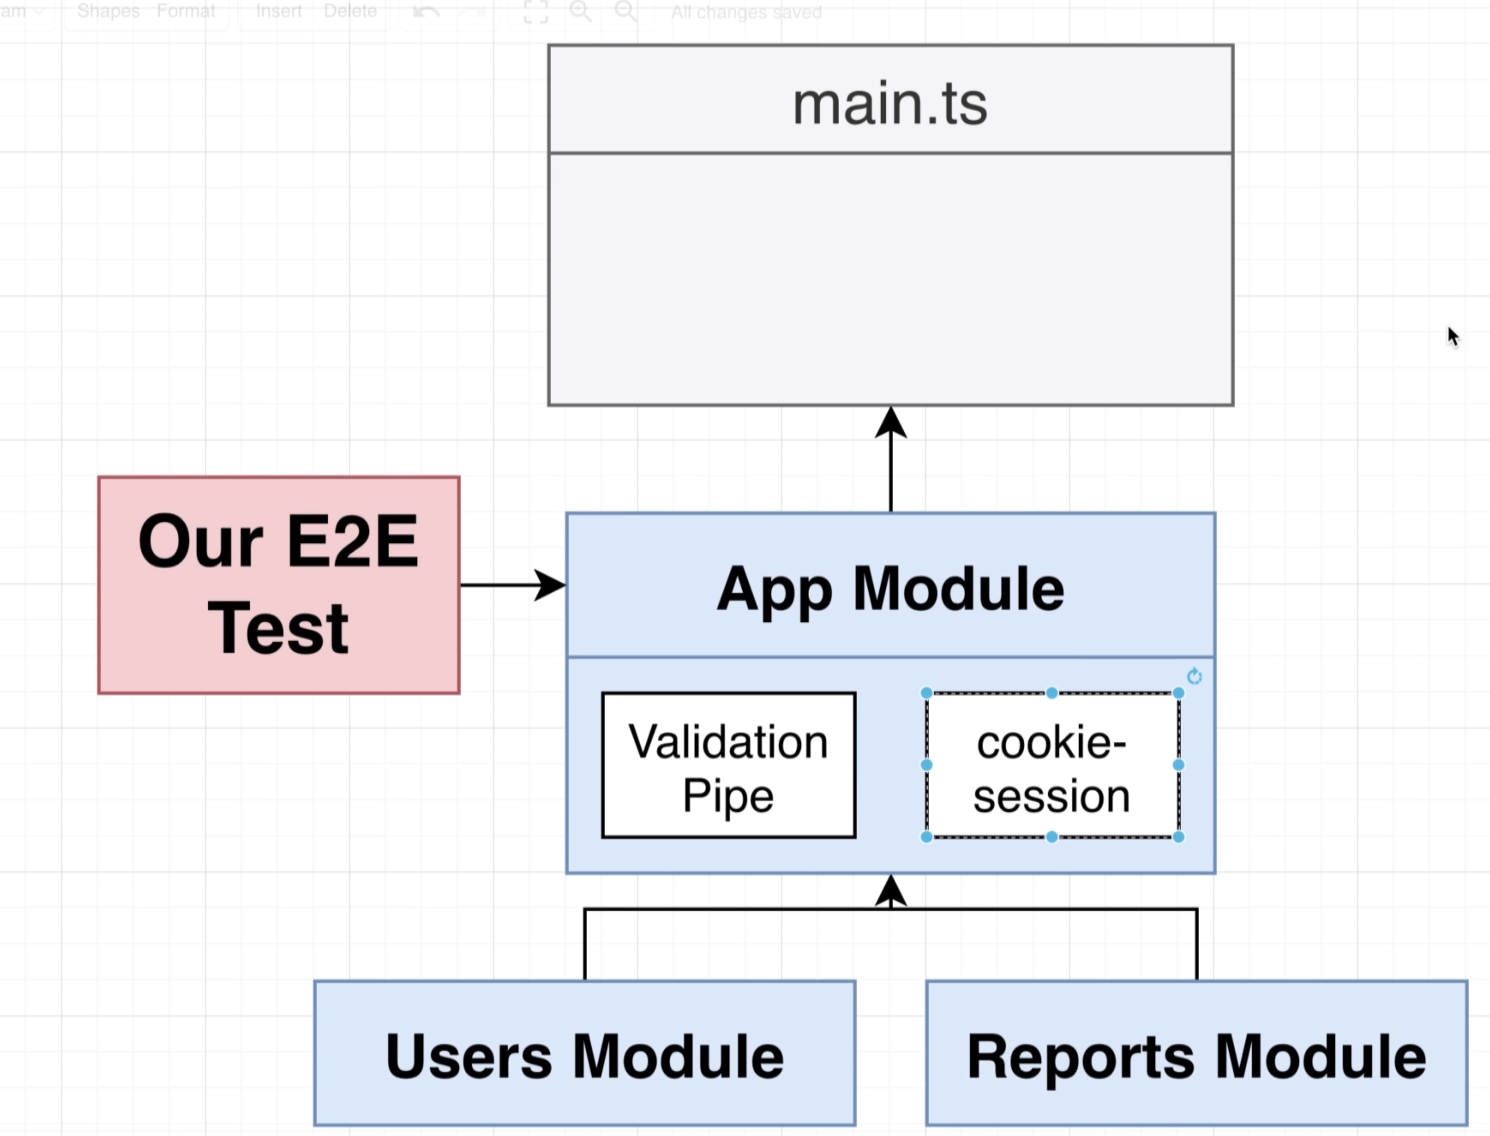 am
Shapes Format Insert Delete All changes saved
main.ts
Our E2E
Test
App Module
Validation
Pipe
cookie-
session
Users Module
Reports Module